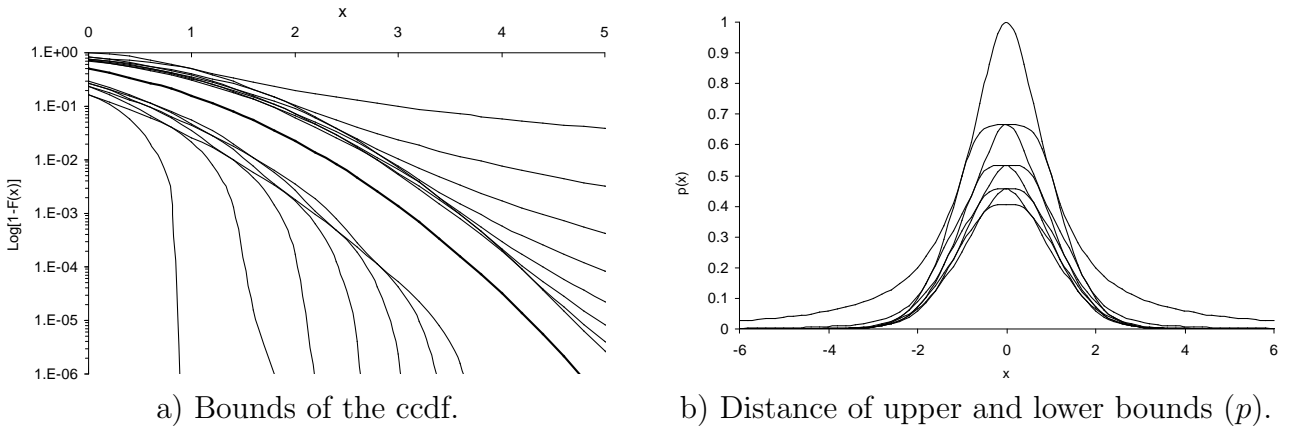 x
0 1 2 3 4 5
1.E+00
1.E-01
1.E-02
1.E-03
1.E-04
1.E-05
1.E-06
Log[1-F(x)]
a) Bounds of the ccdf.
1
0.9
0.8
0.7
0.6
0.5
0.4
0.3
0.2
0.1
0
p(x)
-6 -4 -2 0 2 4 6
x
b) Distance of upper and lower bounds (p).